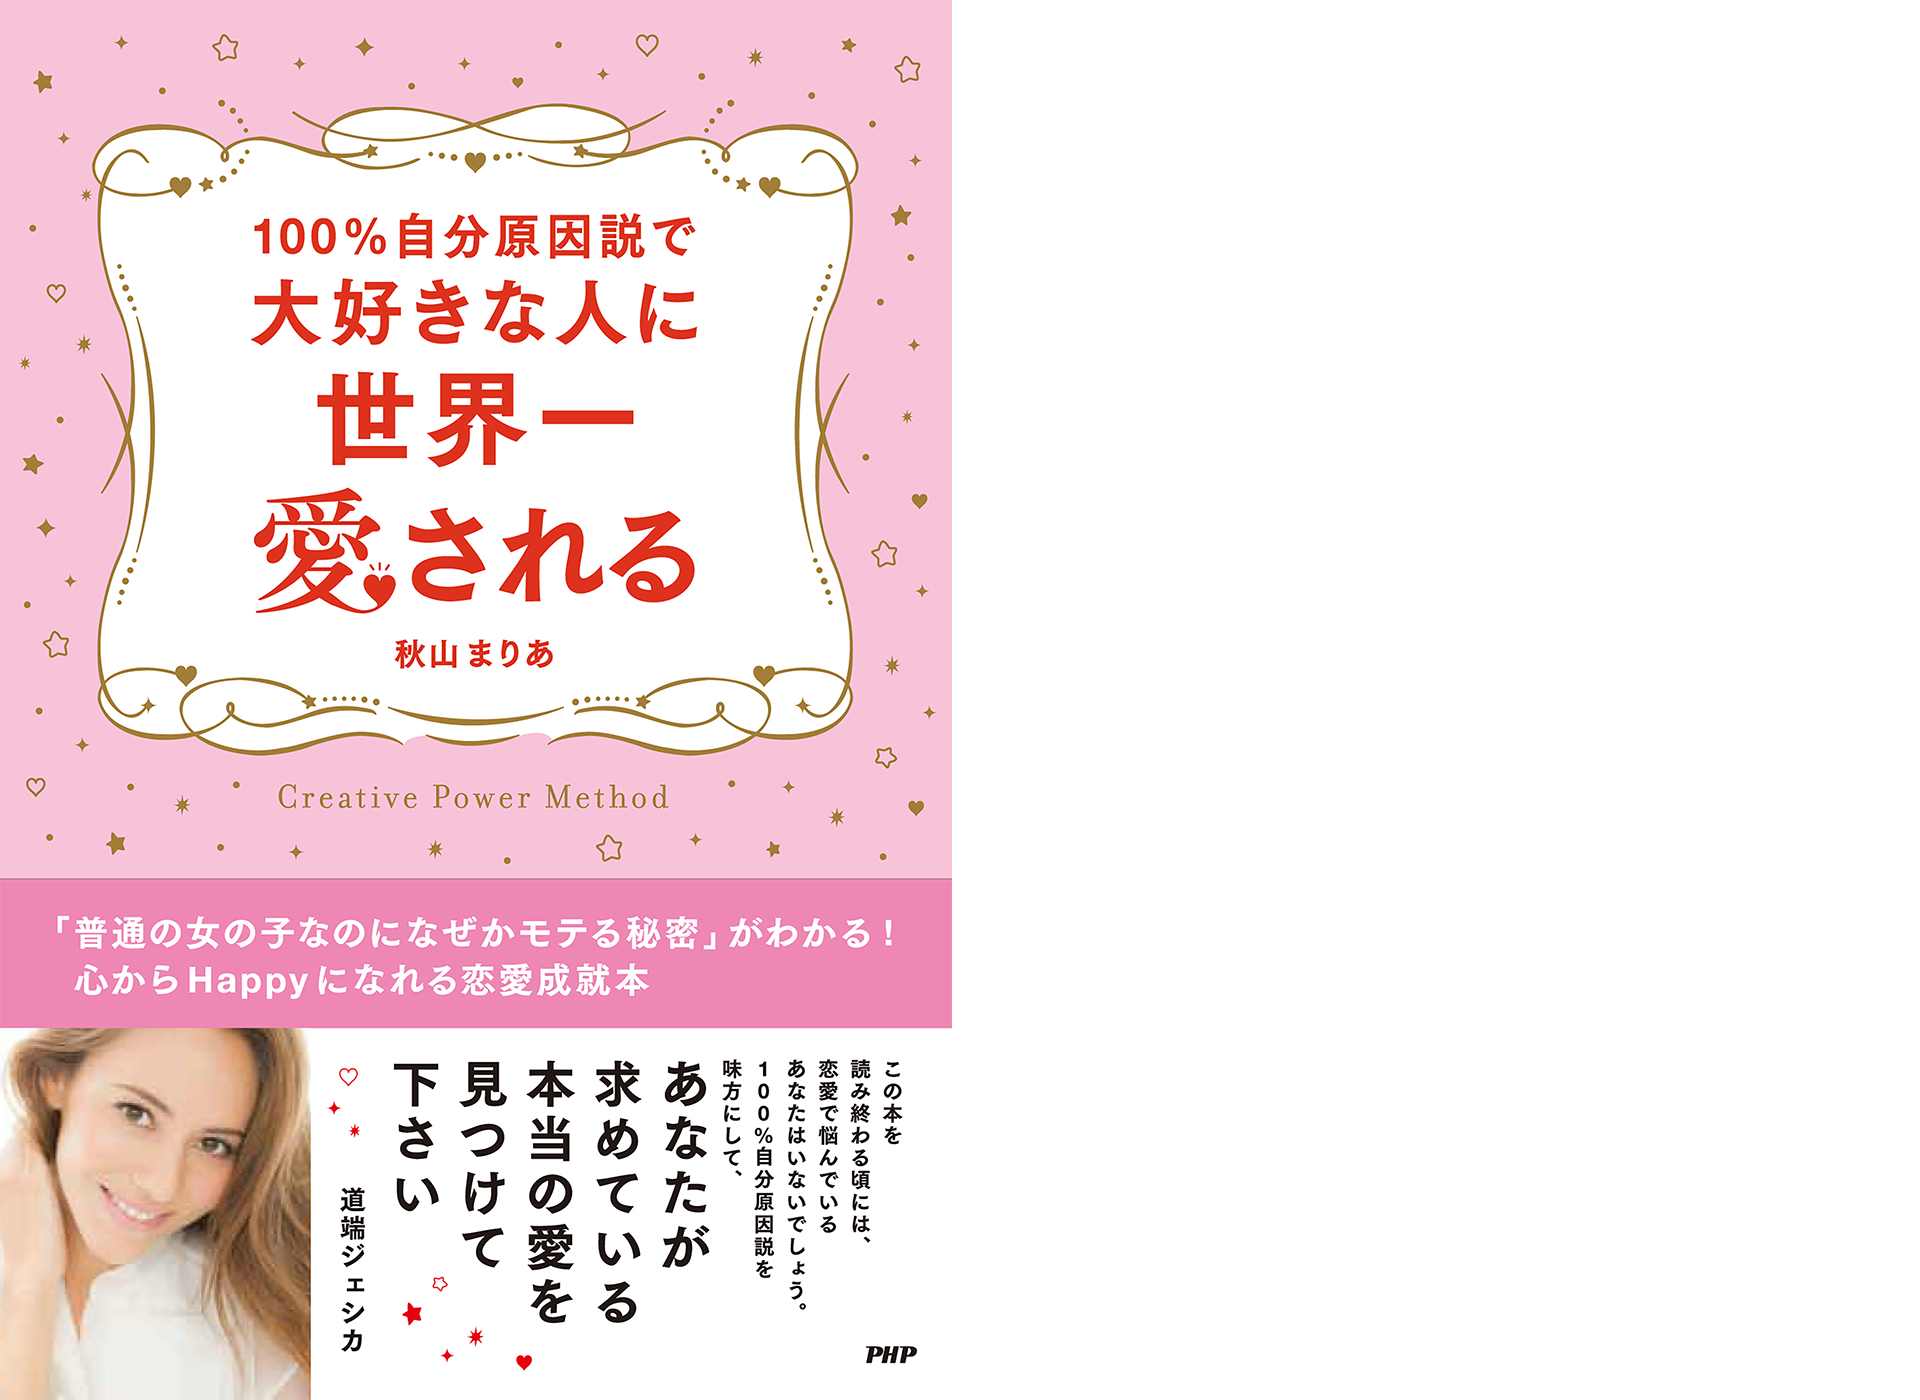 100%自分原因説で
大好きな人に
世界一
愛される
秋山まりあ
Creative Power Method
「普通の女の子なのになぜかモテる秘密」がわかる！
心からHappyになれる恋愛成就本
この本を
読み終わる頃には、
恋愛で悩んでいる
あなたはいないでしょう。
100%自分原因説を
味方にして、
あなたが
求めている
本当の愛を
見つけて
下さい
道端ジェシカ
PHP